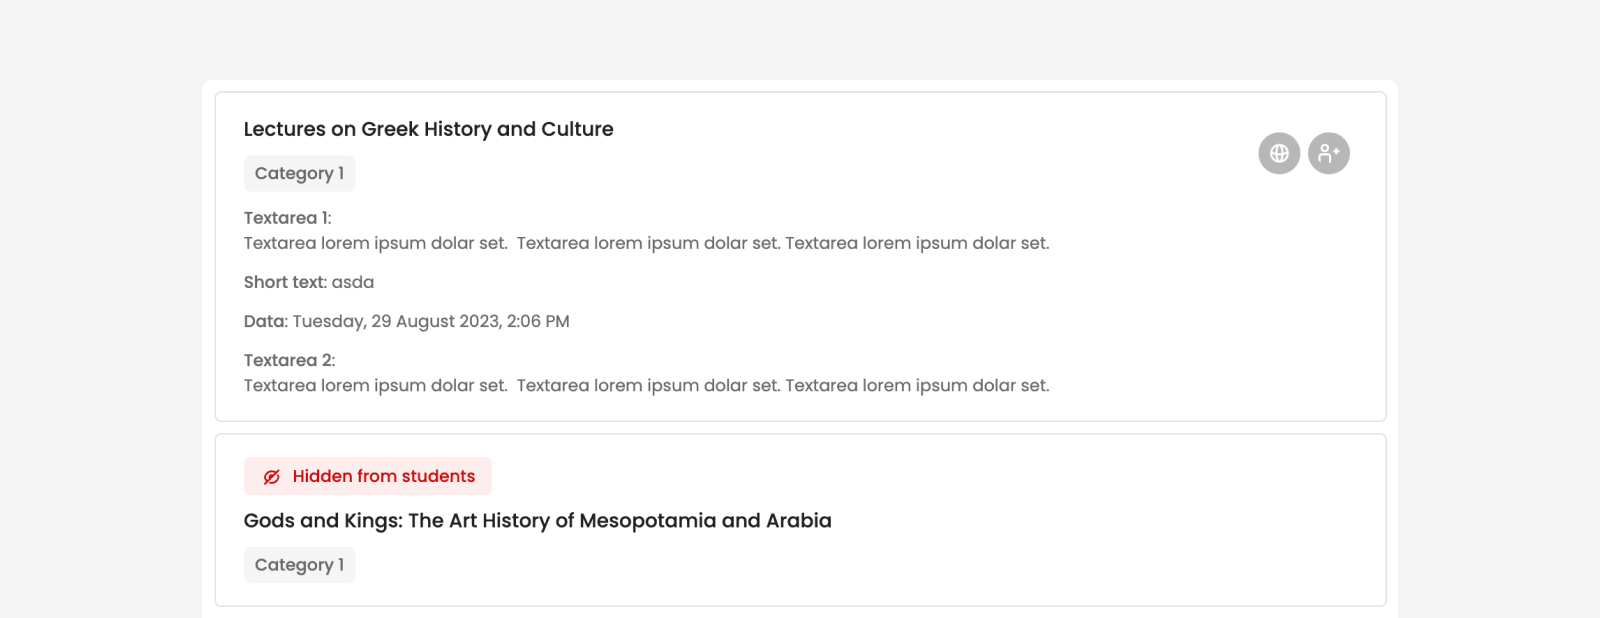 Lectures on Greek History and Culture
Category 1
Textarea 1:
Textarea lorem ipsum dolar set.  Textarea lorem ipsum dolar set. Textarea lorem ipsum dolar set.
Short text: asda
Data: Tuesday, 29 August 2023, 2:06 PM
Textarea 2:
Textarea lorem ipsum dolar set.  Textarea lorem ipsum dolar set. Textarea lorem ipsum dolar set.
Hidden from students
Gods and Kings: The Art History of Mesopotamia and Arabia
Category 1